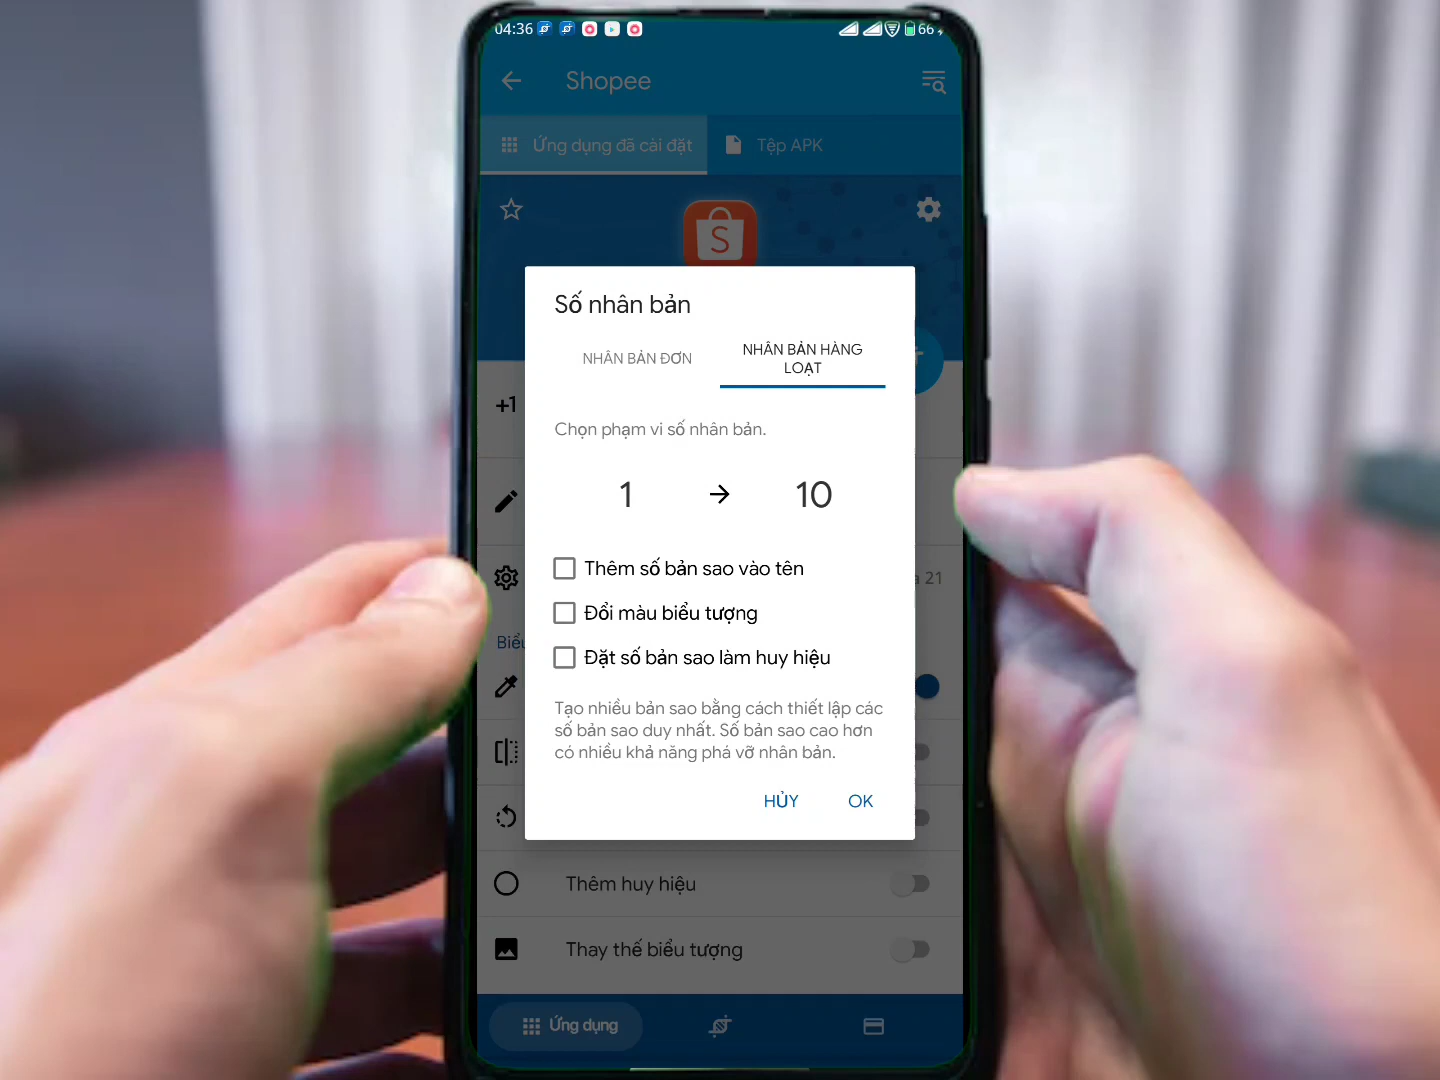 04:36
66
Shopee
Ứng dụng đã cài đặt
Tệp APK
S
Số nhân bản
NHÂN BẢN ĐƠN
NHÂN BẢN HÀNG
LOẠT
+1
Chọn phạm vi số nhân bản.
1 → 10
Thêm số bản sao vào tên
21
Đổi màu biểu tượng
Đặt số bản sao làm huy hiệu
Tạo nhiều bản sao bằng cách thiết lập các
số bản sao duy nhất. Số bản sao cao hơn
có nhiều khả năng phá vỡ nhân bản.
HỦY
OK
Thêm huy hiệu
Thay thế biểu tượng
Ứng dụng